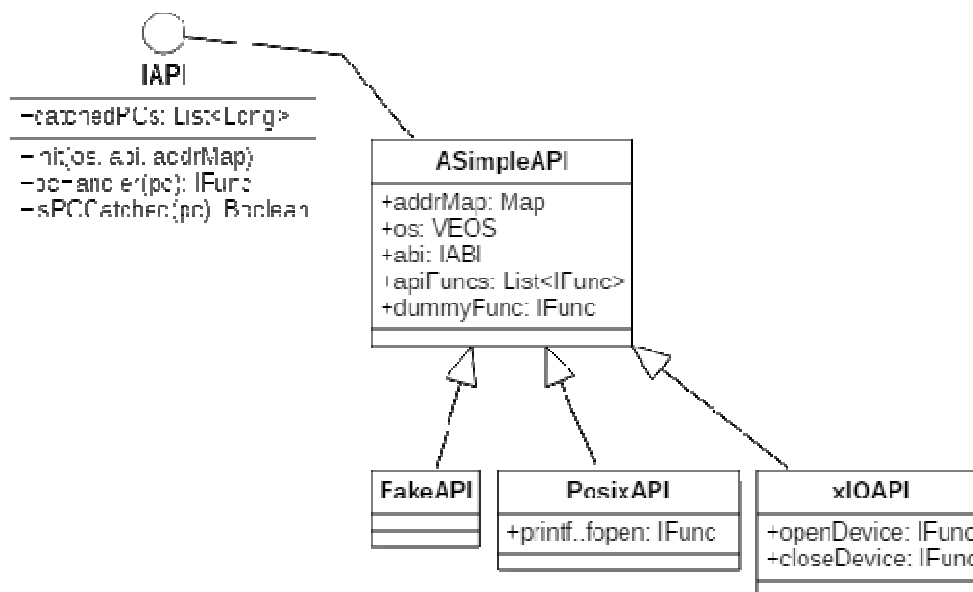 IAPI
+catchedPCs: List<Long>
+init(os, api, addrMap)
+pcHandler(pc): IFunc
+isPCCatched(pc): Boolean
ASimpleAPI
+addrMap: Map
+os: VEOS
+abi: IABI
+apiFuncs: List<IFunc>
+dummyFunc: IFunc
FakeAPI
PosixAPI
+printf..fopen: IFunc
xIOAPI
+openDevice: IFunc
+closeDevice: IFunc